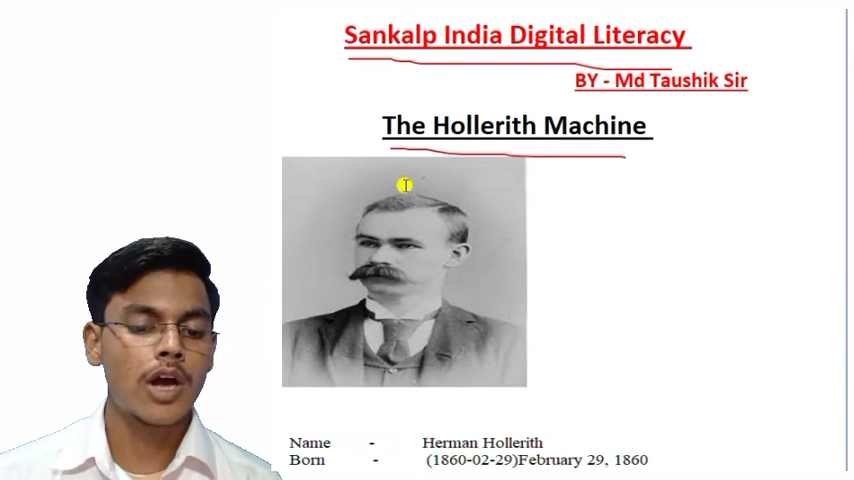 Sankalp India Digital Literacy
BY - Md Taushik Sir
The Hollerith Machine
Name - Herman Hollerith
Born - (1860-02-29)February 29, 1860